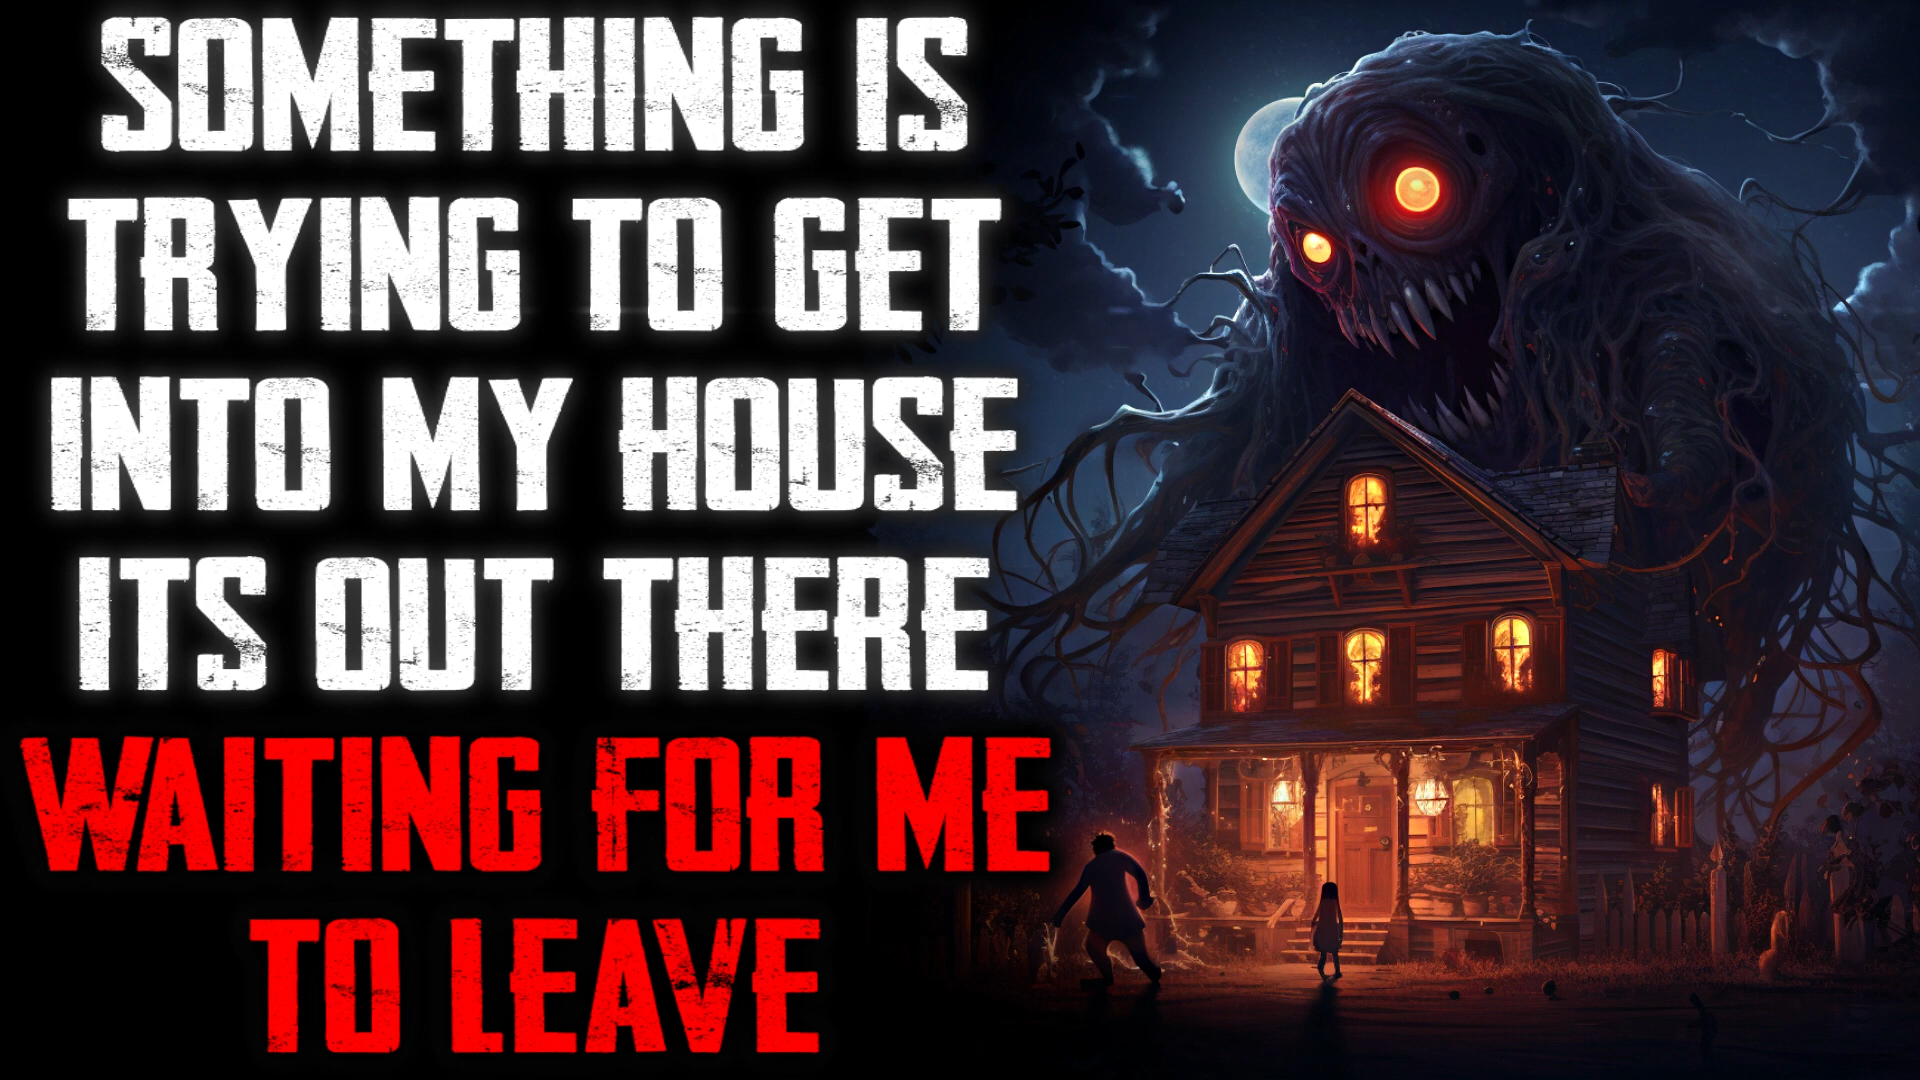 SOMETHING IS
TRYING TO GET
INTO MY HOUSE
ITS OUT THERE
WAITING FOR ME
TO LEAVE